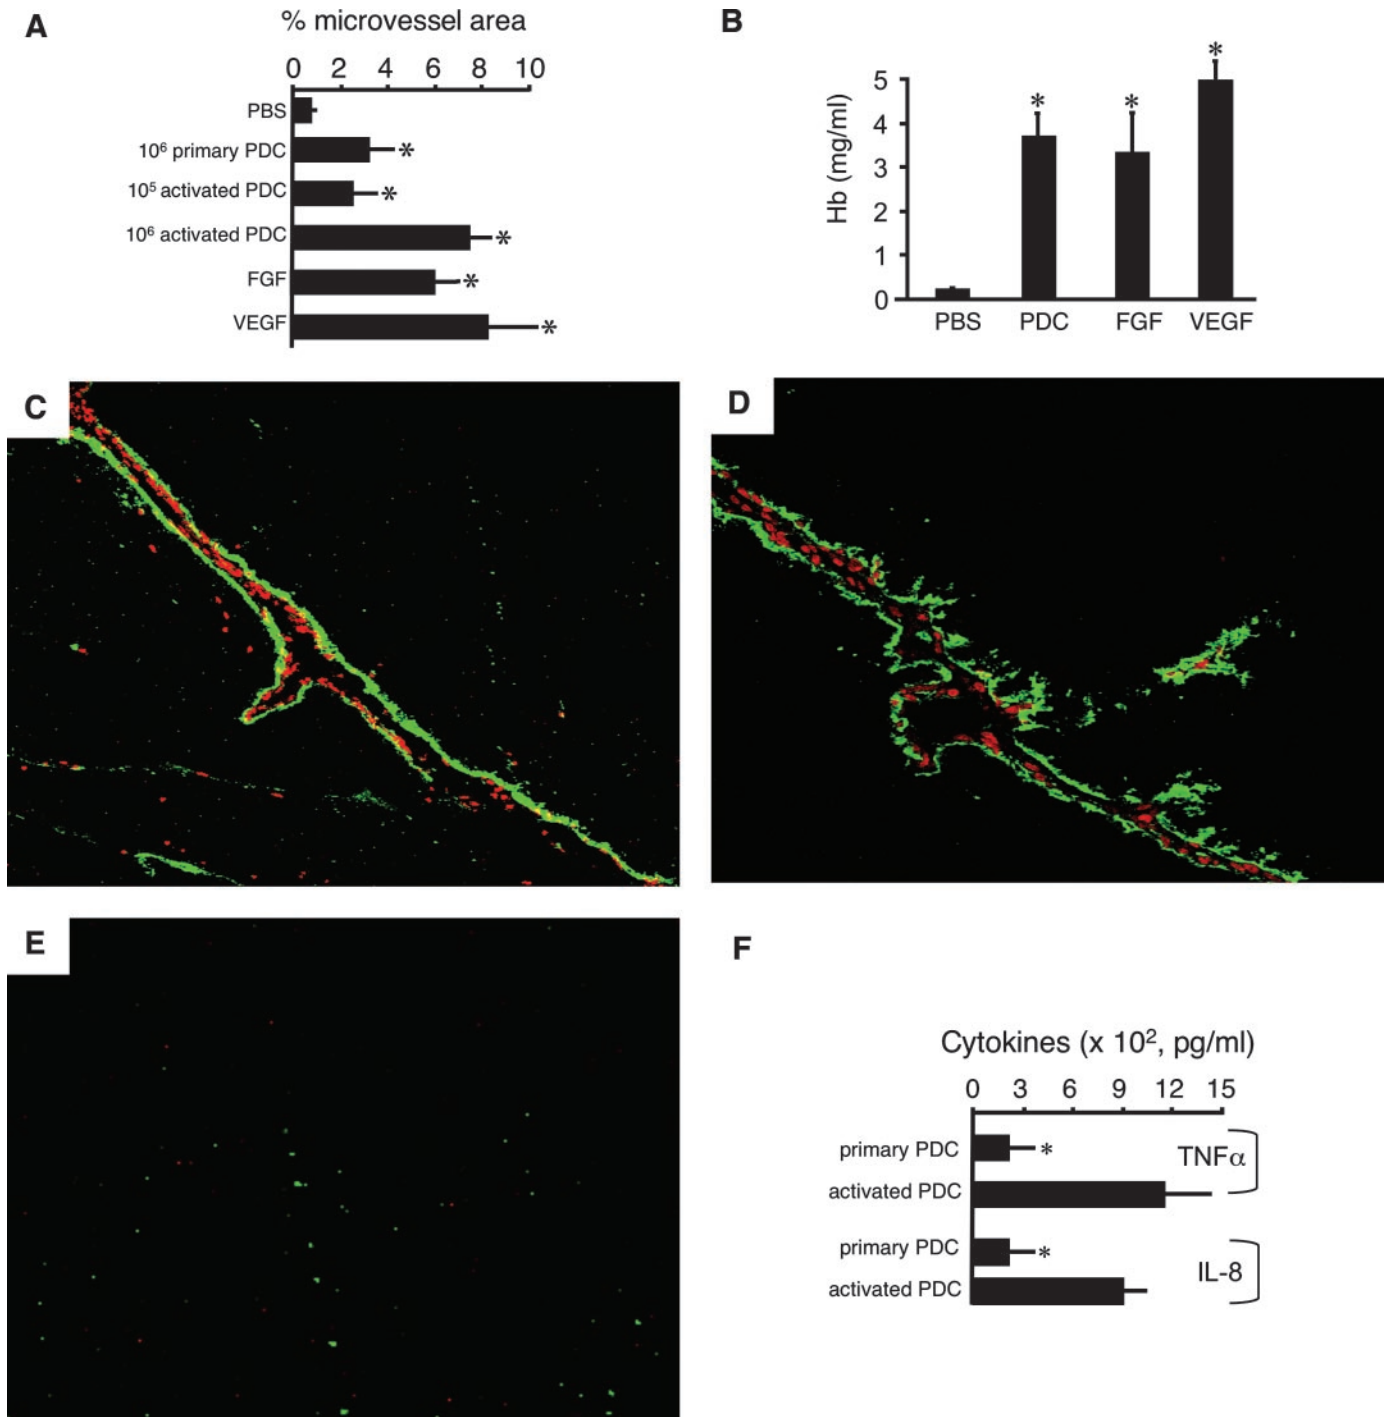 A
% microvessel area
0 2 4 6 8 10
PBS
10⁶ primary PDC *
10⁵ activated PDC *
10⁶ activated PDC *
FGF *
VEGF *
B
Hb (mg/ml)
5
4
3
2
1
0
* * *
PBS PDC FGF VEGF
C
D
E
F
Cytokines (x 10², pg/ml)
0 3 6 9 12 15
primary PDC *
activated PDC
TNFα
primary PDC *
activated PDC
IL-8